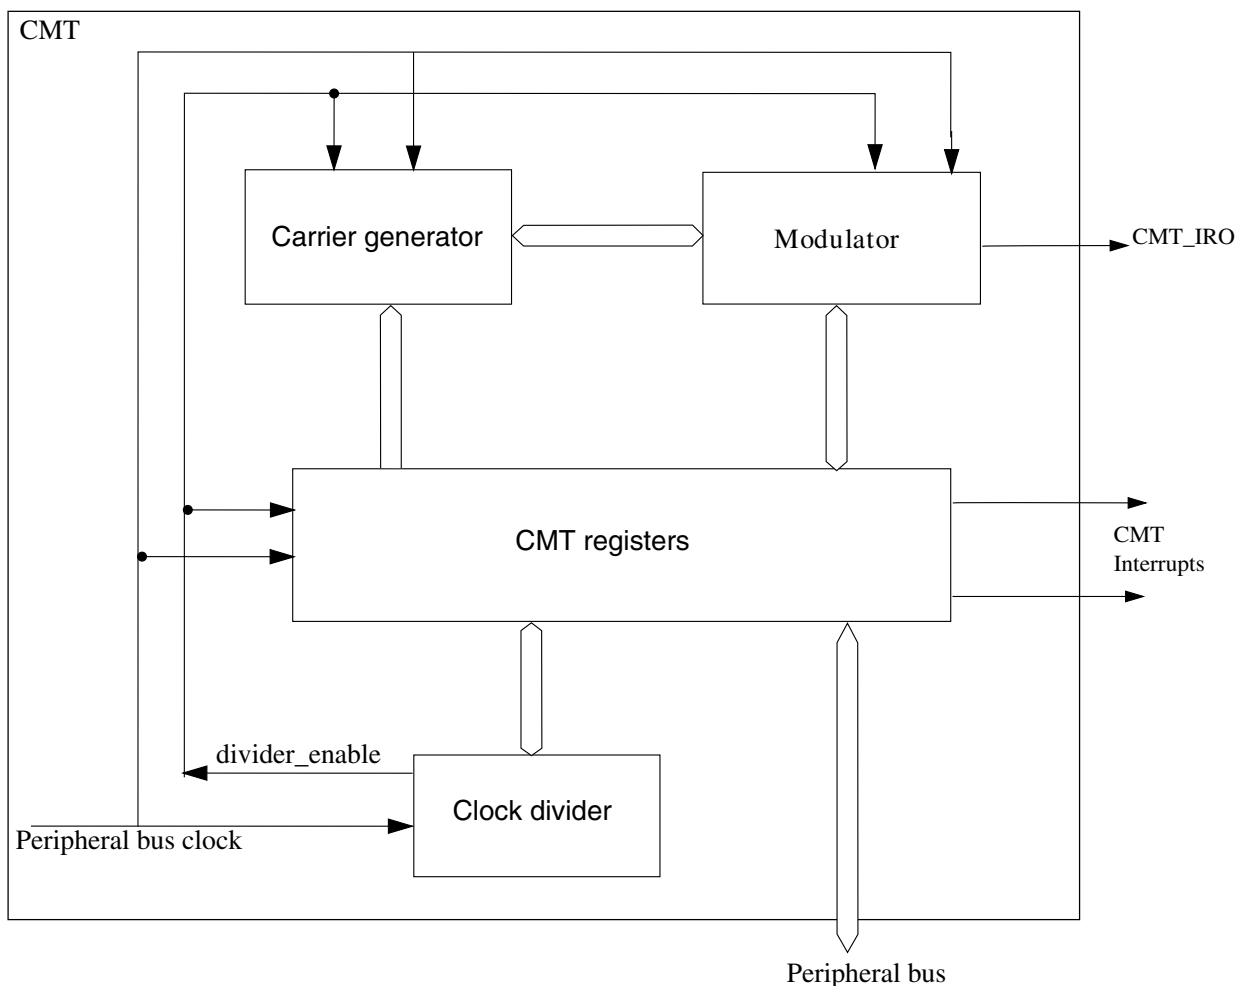 CMT
Carrier generator
Modulator
CMT_IRO
CMT registers
CMT
Interrupts
divider_enable
Clock divider
Peripheral bus clock
Peripheral bus